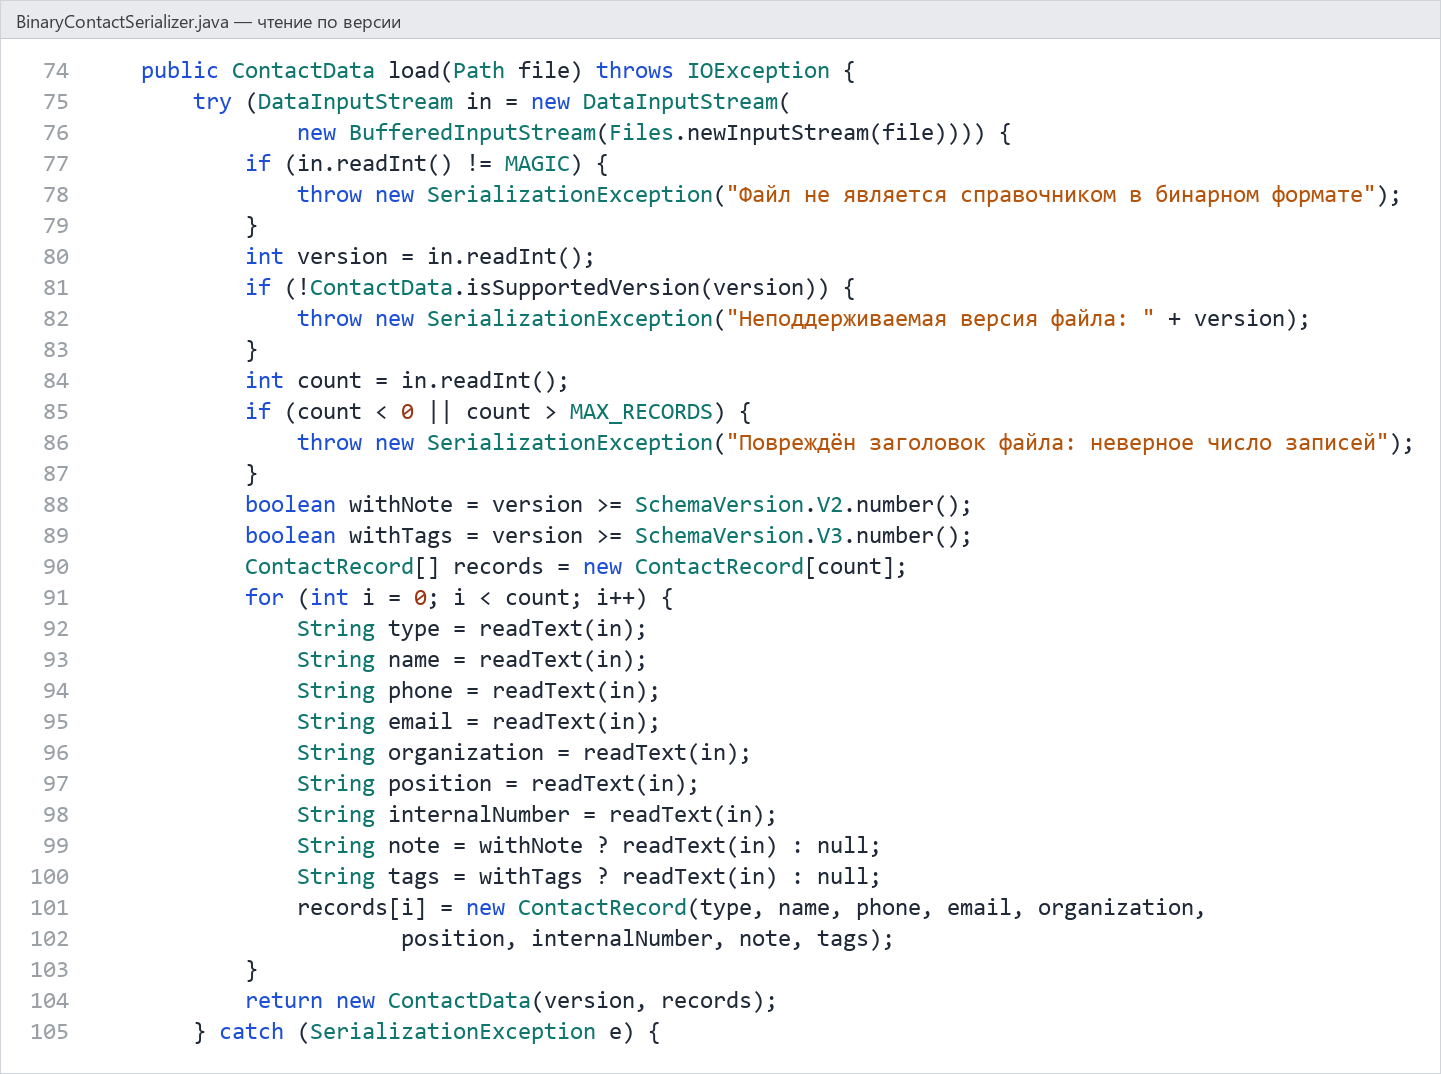 BinaryContactSerializer.java — чтение по версии
74 public ContactData load(Path file) throws IOException {
75 try (DataInputStream in = new DataInputStream(
76 new BufferedInputStream(Files.newInputStream(file)))) {
77 if (in.readInt() != MAGIC) {
78 throw new SerializationException("Файл не является справочником в бинарном формате");
79 }
80 int version = in.readInt();
81 if (!ContactData.isSupportedVersion(version)) {
82 throw new SerializationException("Неподдерживаемая версия файла: " + version);
83 }
84 int count = in.readInt();
85 if (count < 0 || count > MAX_RECORDS) {
86 throw new SerializationException("Повреждён заголовок файла: неверное число записей");
87 }
88 boolean withNote = version >= SchemaVersion.V2.number();
89 boolean withTags = version >= SchemaVersion.V3.number();
90 ContactRecord[] records = new ContactRecord[count];
91 for (int i = 0; i < count; i++) {
92 String type = readText(in);
93 String name = readText(in);
94 String phone = readText(in);
95 String email = readText(in);
96 String organization = readText(in);
97 String position = readText(in);
98 String internalNumber = readText(in);
99 String note = withNote ? readText(in) : null;
100 String tags = withTags ? readText(in) : null;
101 records[i] = new ContactRecord(type, name, phone, email, organization,
102 position, internalNumber, note, tags);
103 }
104 return new ContactData(version, records);
105 } catch (SerializationException e) {